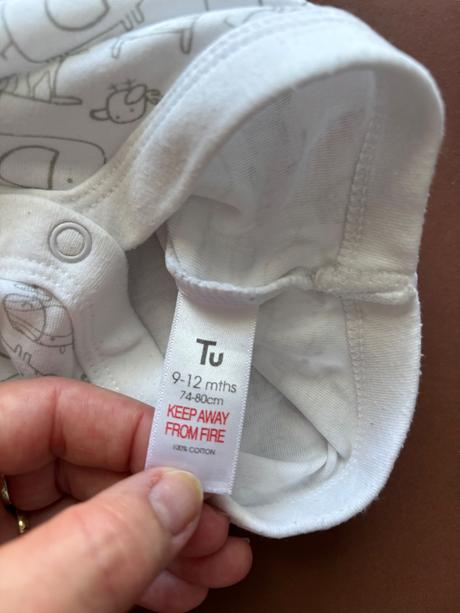 Tu
9-12 mths
74-80cm
KEEP AWAY
FROM FIRE
100% COTTON